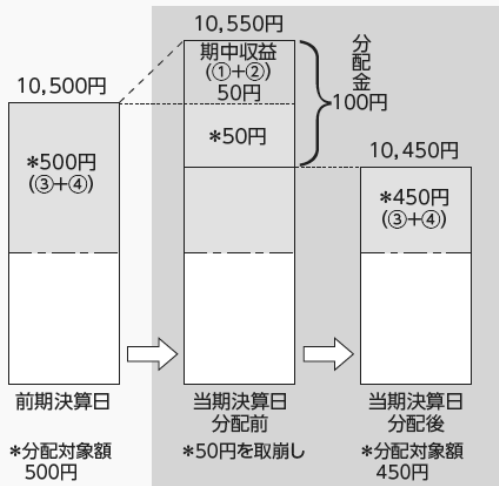 10,550円
期中収益
(①+②)
50円
分配金
100円
10,500円
*50円
10,450円
*500円
(③+④)
*450円
(③+④)
前期決算日
当期決算日
分配前
当期決算日
分配後
*分配対象額
500円
*50円を取崩し
*分配対象額
450円